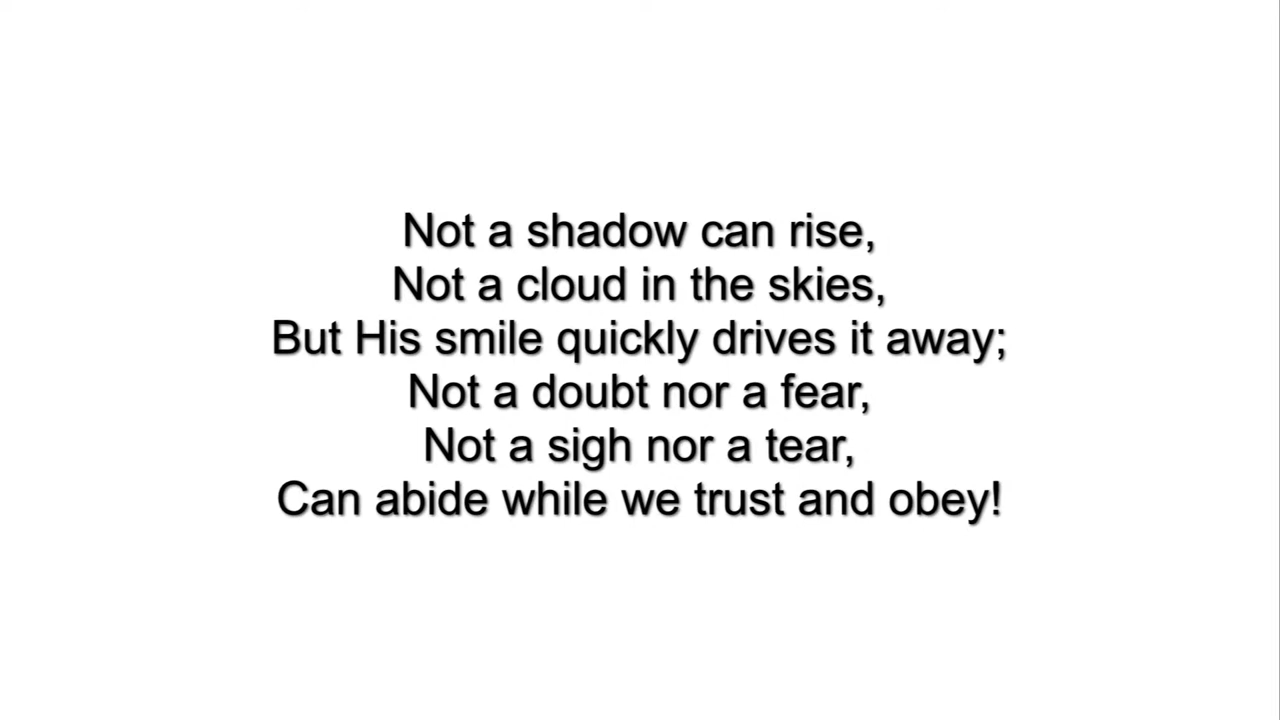 Not a shadow can rise,
Not a cloud in the skies,
But His smile quickly drives it away;
Not a doubt nor a fear,
Not a sigh nor a tear,
Can abide while we trust and obey!